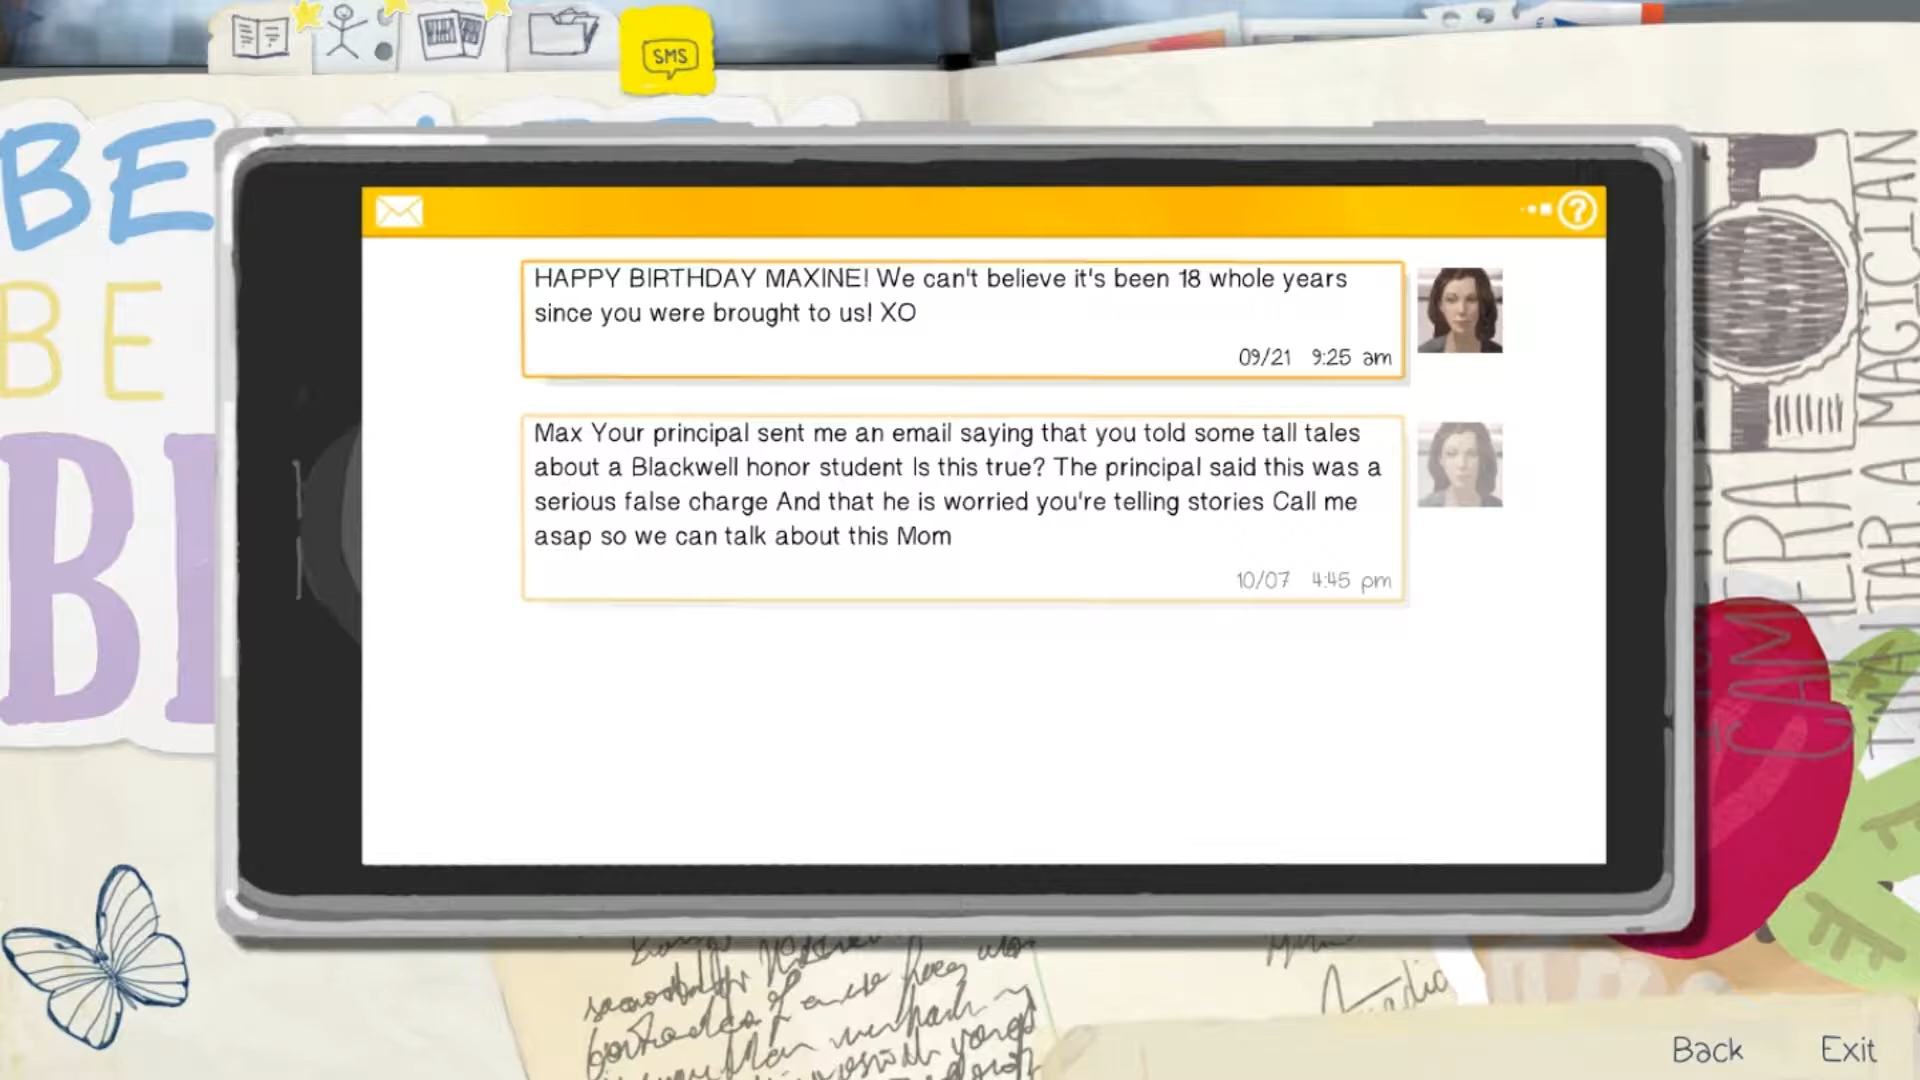 SMS
BE
BE
HAPPY BIRTHDAY MAXINE! We can't believe it's been 18 whole years
since you were brought to us! XO
09/21 9:25 am
Max Your principal sent me an email saying that you told some tall tales
about a Blackwell honor student Is this true? The principal said this was a
serious false charge And that he is worried you're telling stories Call me
asap so we can talk about this Mom
10/07 4:45 pm
CAMERA
MAGICIAN
Back
Exit